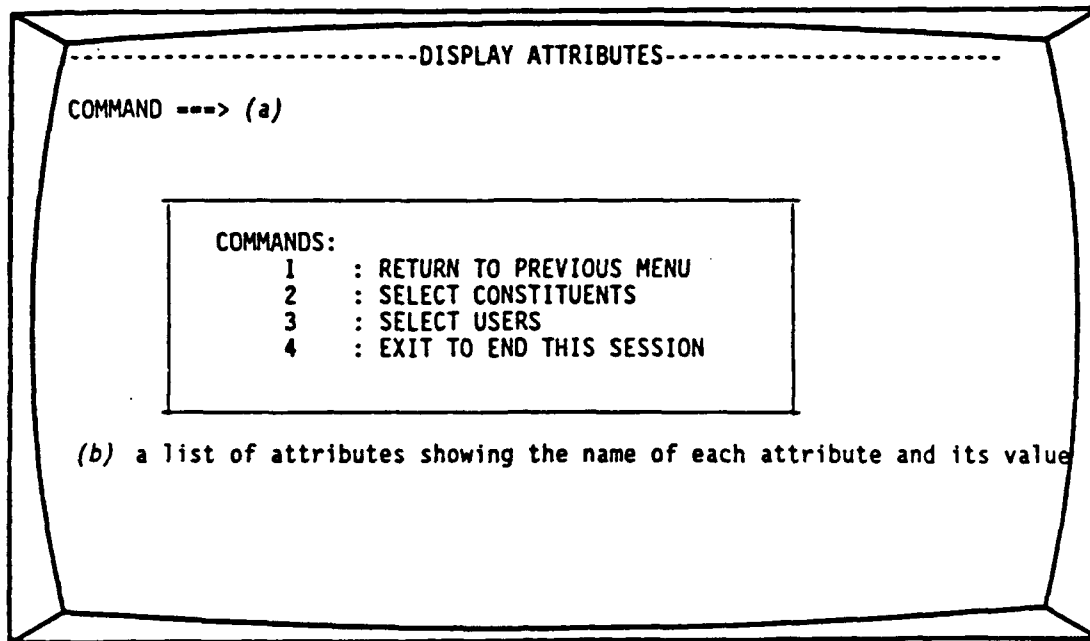 --------------------------DISPLAY ATTRIBUTES-------------------------
COMMAND ===> (a)
COMMANDS:
1 : RETURN TO PREVIOUS MENU
2 : SELECT CONSTITUENTS
3 : SELECT USERS
4 : EXIT TO END THIS SESSION
(b) a list of attributes showing the name of each attribute and its value